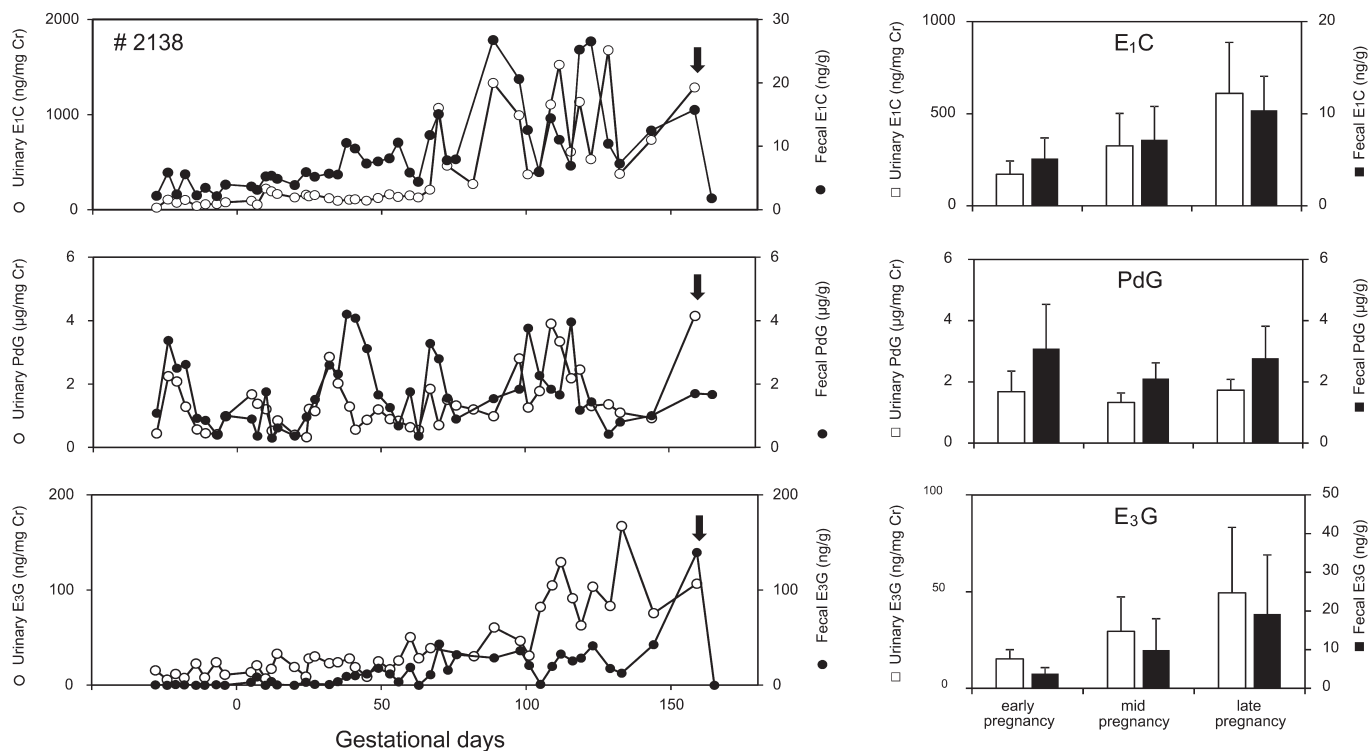 # 2138
○ Urinary E₁C (ng/mg Cr)
2000
1000
0
30
20
10
0
● Fecal E₁C (ng/g)
E₁C
□ Urinary E₁C (ng/mg Cr)
1000
500
0
20
10
0
■ Fecal E₁C (ng/g)
○ Urinary PdG (µg/mg Cr)
6
4
2
0
6
4
2
0
● Fecal PdG (µg/g)
PdG
□ Urinary PdG (µg/mg Cr)
6
4
2
0
6
4
2
0
■ Fecal PdG (µg/g)
○ Urinary E₃G (ng/mg Cr)
200
100
0
200
100
0
● Fecal E₃G (ng/g)
0
50
100
150
Gestational days
E₃G
□ Urinary E₃G (ng/mg Cr)
100
50
0
50
40
30
20
10
0
■ Fecal E₃G (ng/g)
early
pregnancy
mid
pregnancy
late
pregnancy